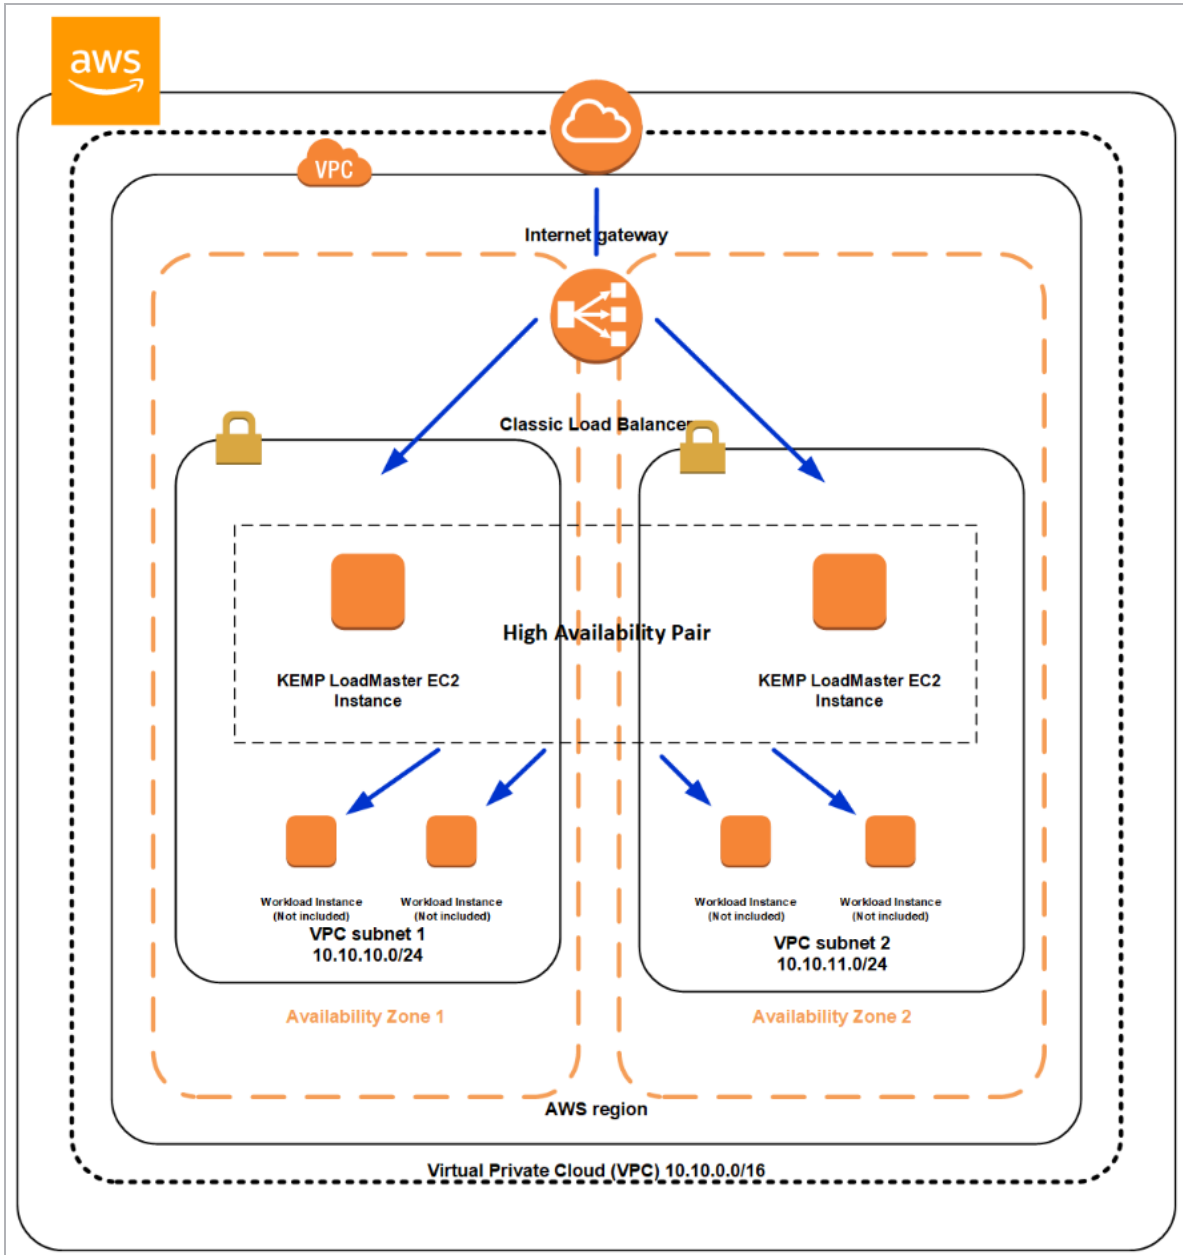 aws
VPC
Internet gateway
Classic Load Balancer
High Availability Pair
KEMP LoadMaster EC2
Instance
KEMP LoadMaster EC2
Instance
Workload Instance
(Not included)
Workload Instance
(Not included)
Workload Instance
(Not included)
Workload Instance
(Not included)
VPC subnet 1
10.10.10.0/24
VPC subnet 2
10.10.11.0/24
Availability Zone 1
Availability Zone 2
AWS region
Virtual Private Cloud (VPC) 10.10.0.0/16